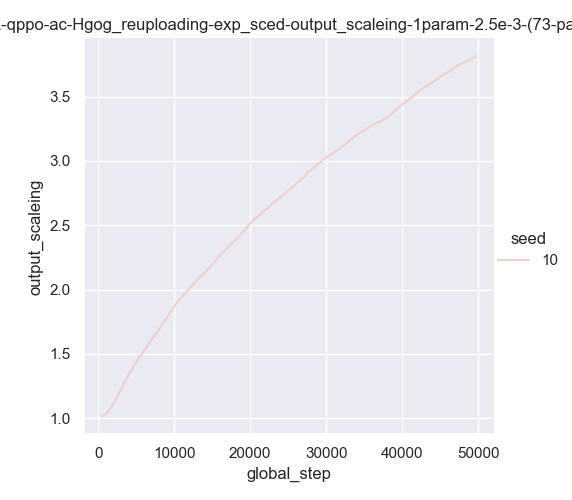 -qppo-ac-Hgog_reuploading-exp_sced-output_scaleing-1param-2.5e-3-(73-pa
3.5
3.0
2.5
2.0
1.5
1.0
output_scaleing
0 10000 20000 30000 40000 50000
global_step
seed
10